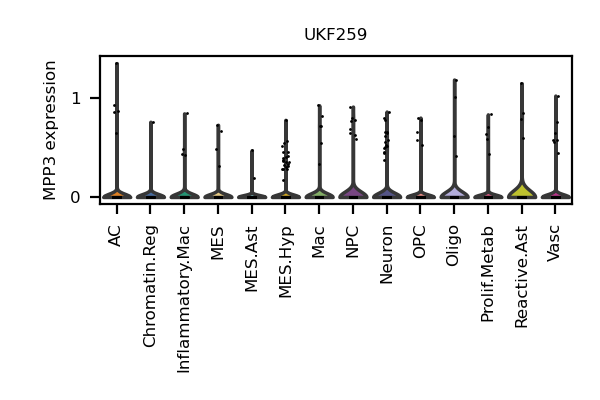 UKF259
MPP3 expression
1
0
AC
Chromatin.Reg
Inflammatory.Mac
MES
MES.Ast
MES.Hyp
Mac
NPC
Neuron
OPC
Oligo
Prolif.Metab
Reactive.Ast
Vasc